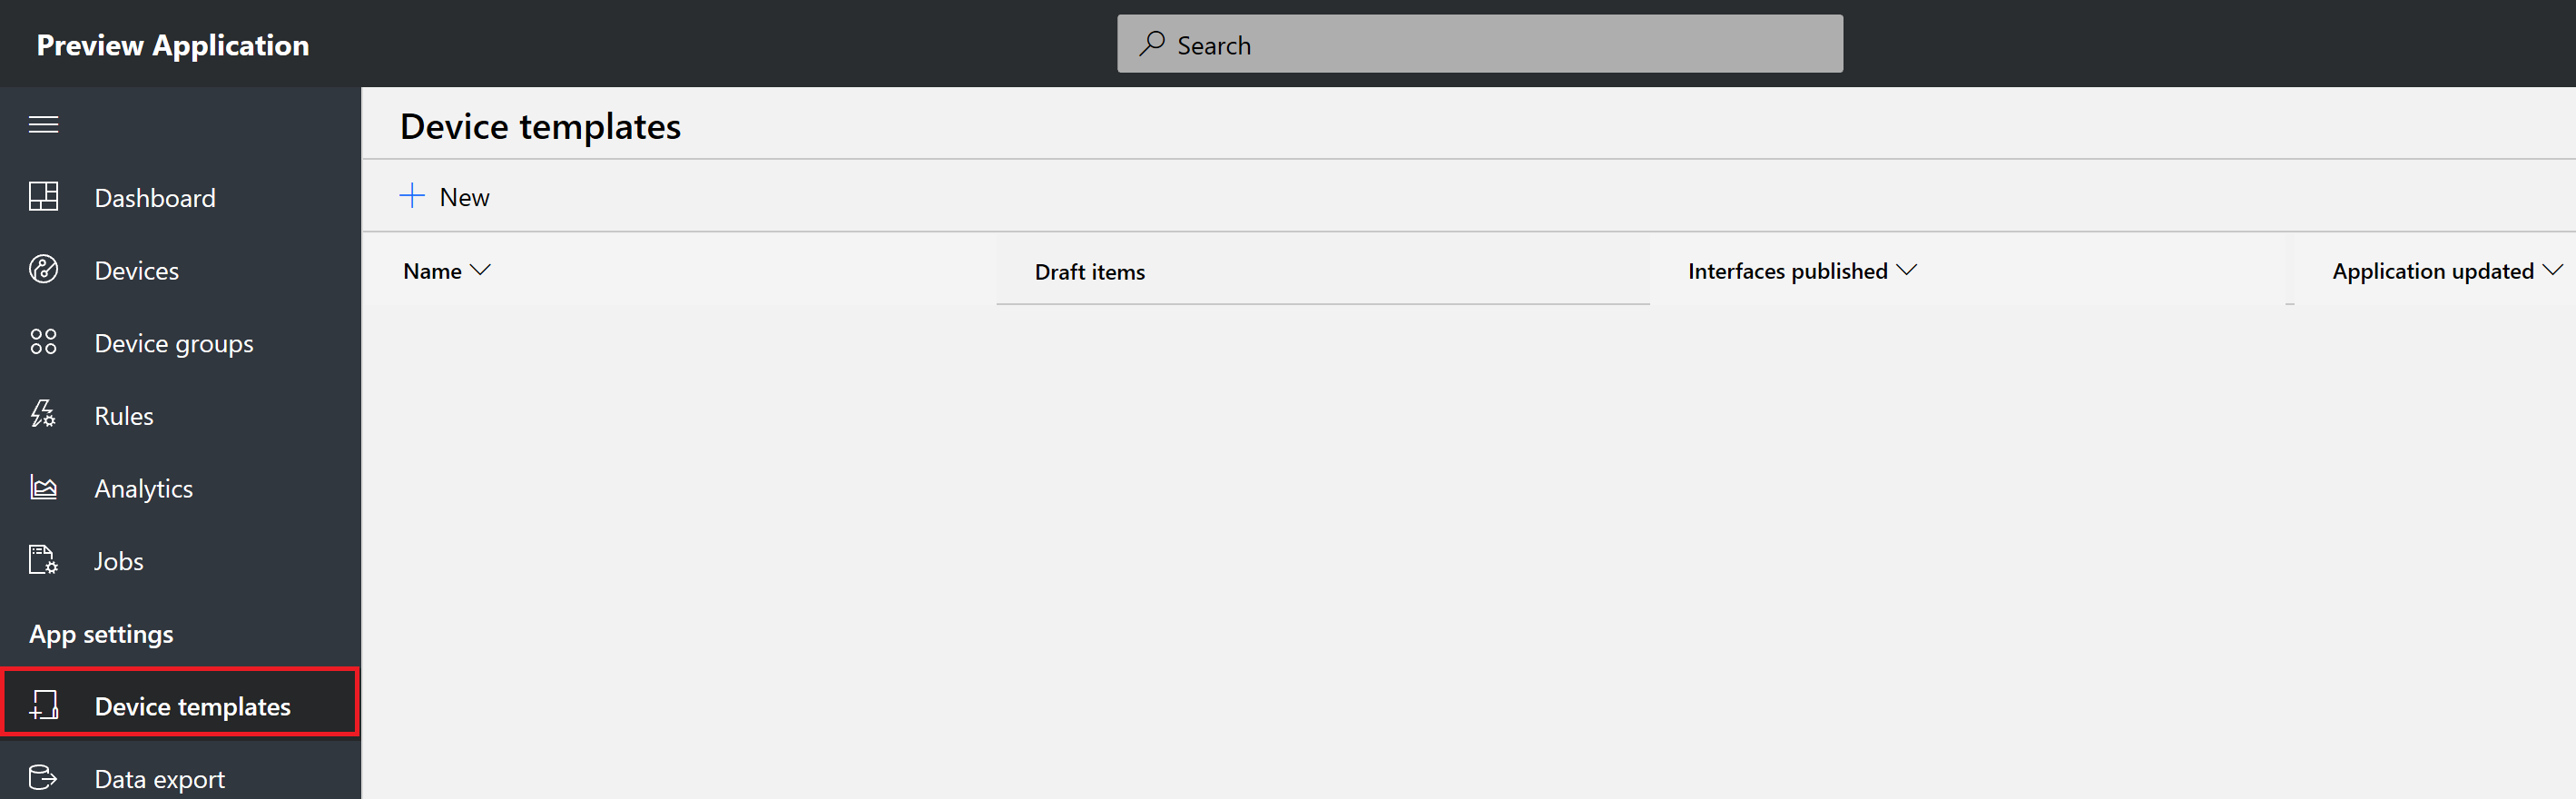 Preview Application
Search
Dashboard
Devices
Device groups
Rules
Analytics
Jobs
App settings
Device templates
Data export
Device templates
New
Name
Draft items
Interfaces published
Application updated